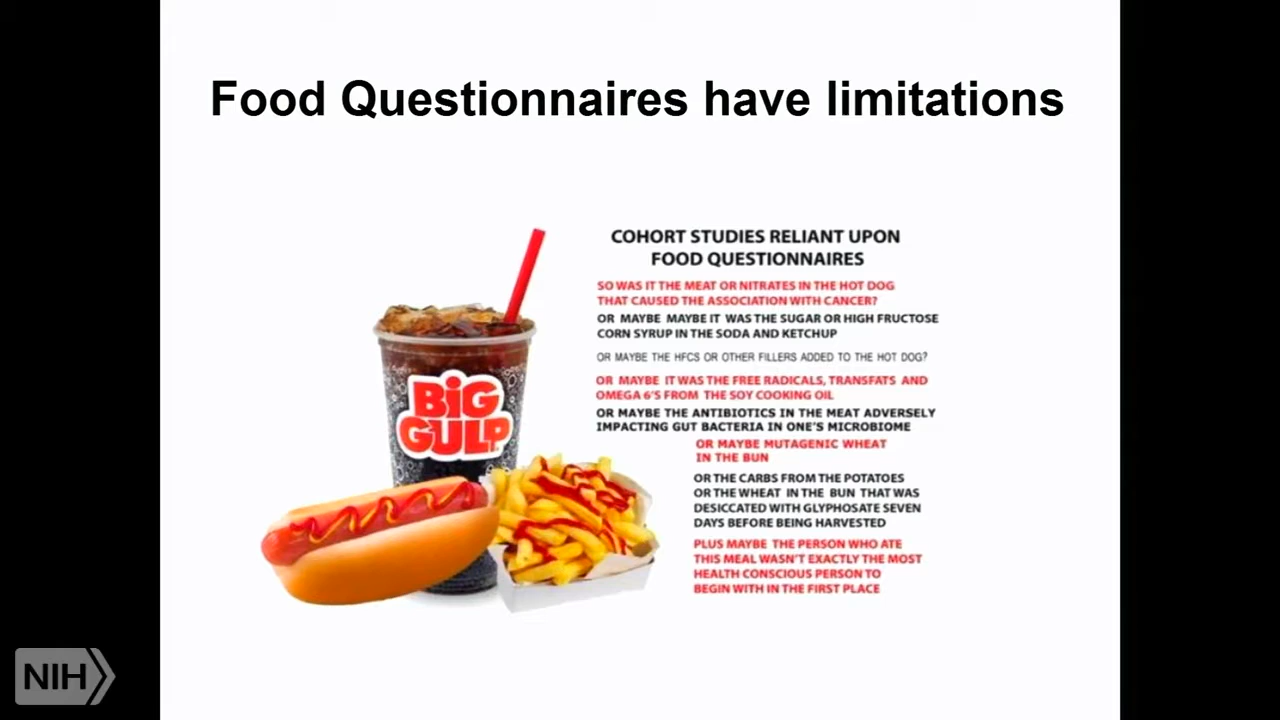 Food Questionnaires have limitations
COHORT STUDIES RELIANT UPON
FOOD QUESTIONNAIRES
SO WAS IT THE MEAT OR NITRATES IN THE HOT DOG
THAT CAUSED THE ASSOCIATION WITH CANCER?
OR MAYBE MAYBE IT WAS THE SUGAR OR HIGH FRUCTOSE
CORN SYRUP IN THE SODA AND KETCHUP
OR MAYBE THE HFCS OR OTHER FILLERS ADDED TO THE HOT DOG?
OR MAYBE IT WAS THE FREE RADICALS, TRANSFATS AND
OMEGA 6'S FROM THE SOY COOKING OIL
OR MAYBE THE ANTIBIOTICS IN THE MEAT ADVERSELY
IMPACTING GUT BACTERIA IN ONE'S MICROBIOME
OR MAYBE MUTAGENIC WHEAT
IN THE BUN
OR THE CARBS FROM THE POTATOES
OR THE WHEAT IN THE BUN THAT WAS
DESICCATED WITH GLYPHOSATE SEVEN
DAYS BEFORE BEING HARVESTED
PLUS MAYBE THE PERSON WHO ATE
THIS MEAL WASN'T EXACTLY THE MOST
HEALTH CONSCIOUS PERSON TO
BEGIN WITH IN THE FIRST PLACE
BIG
GULP
NIH